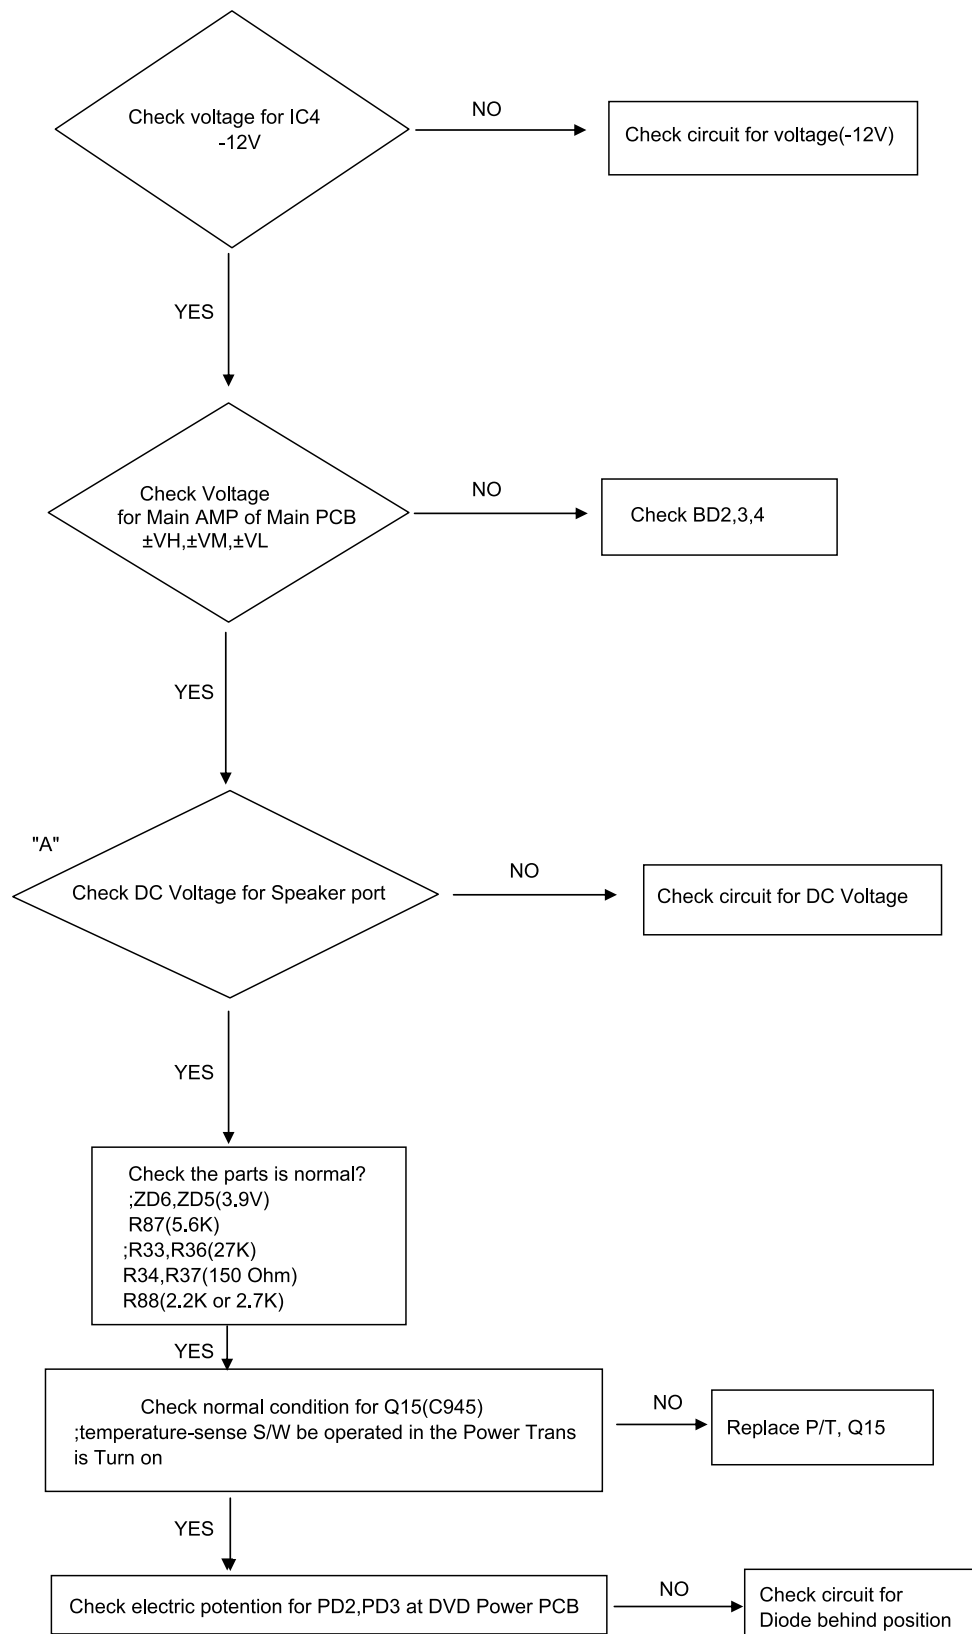 Check voltage for IC4
-12V
NO
Check circuit for voltage(-12V)
YES
Check Voltage
for Main AMP of Main PCB
±VH,±VM,±VL
NO
Check BD2,3,4
YES
"A"
Check DC Voltage for Speaker port
NO
Check circuit for DC Voltage
YES
Check the parts is normal?
;ZD6,ZD5(3.9V)
R87(5.6K)
;R33,R36(27K)
R34,R37(150 Ohm)
R88(2.2K or 2.7K)
YES
Check normal condition for Q15(C945)
;temperature-sense S/W be operated in the Power Trans
is Turn on
NO
Replace P/T, Q15
YES
Check electric potention for PD2,PD3 at DVD Power PCB
NO
Check circuit for
Diode behind position